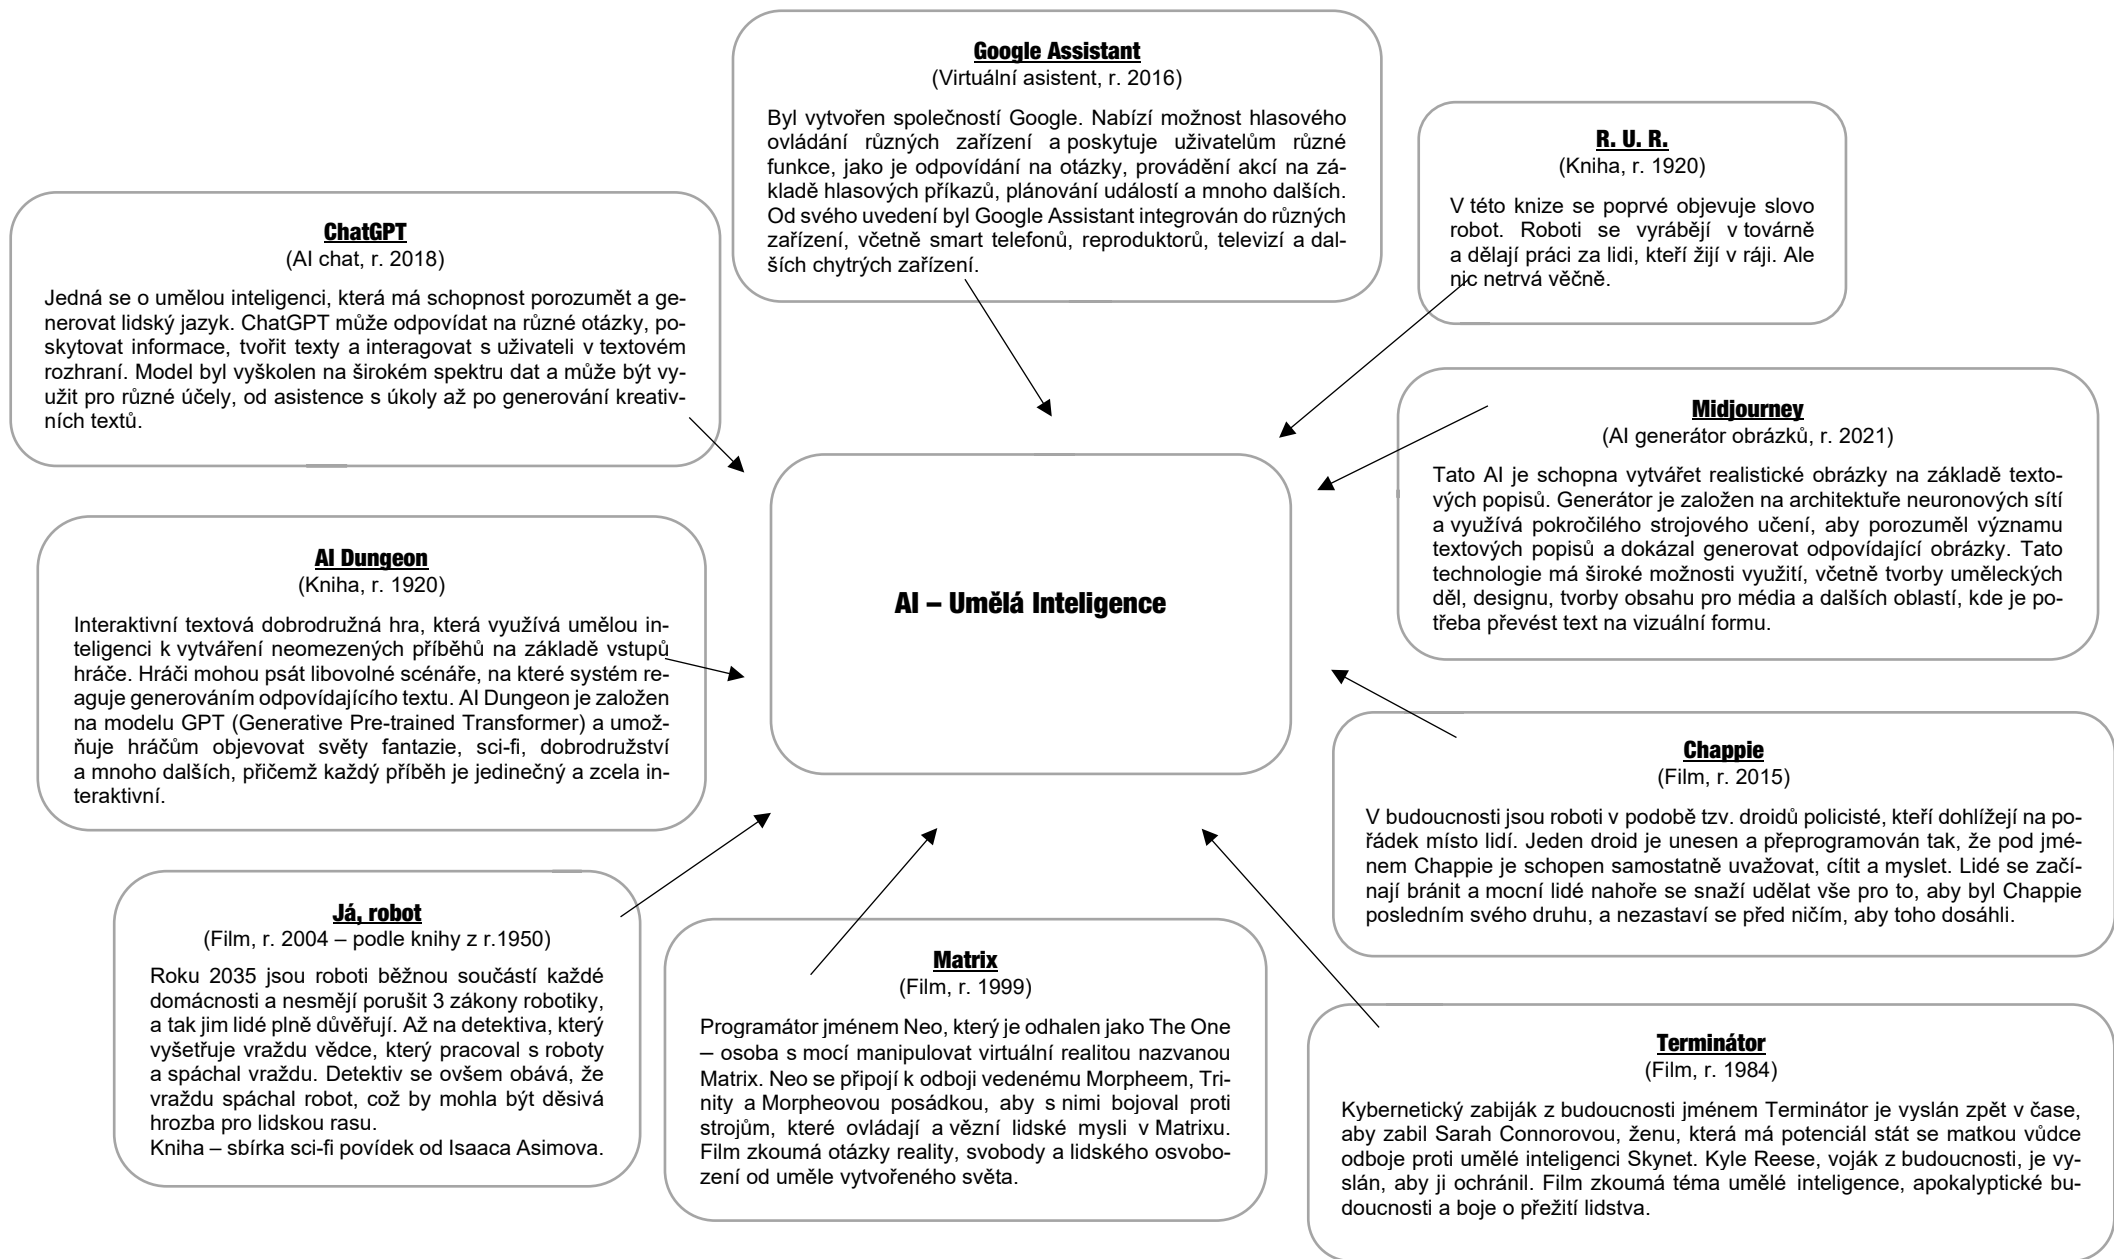 Google Assistant
(Virtuální asistent, r. 2016)
Byl vytvořen společností Google. Nabízí možnost hlasového
ovládání různých zařízení a poskytuje uživatelům různé
funkce, jako je odpovídání na otázky, provádění akcí na zá-
kladě hlasových příkazů, plánování událostí a mnoho dalších.
Od svého uvedení byl Google Assistant integrován do různých
zařízení, včetně smart telefonů, reproduktorů, televizí a dal-
ších chytrých zařízení.
R. U. R.
(Kniha, r. 1920)
V této knize se poprvé objevuje slovo
robot. Roboti se vyrábějí v továrně
a dělají práci za lidi, kteří žijí v ráji. Ale
nic netrvá věčně.
ChatGPT
(AI chat, r. 2018)
Jedná se o umělou inteligenci, která má schopnost porozumět a ge-
nerovat lidský jazyk. ChatGPT může odpovídat na různé otázky, po-
skytovat informace, tvořit texty a interagovat s uživateli v textovém
rozhraní. Model byl vyškolen na širokém spektru dat a může být vy-
užit pro různé účely, od asistence s úkoly až po generování kreativ-
ních textů.
Midjourney
(AI generátor obrázků, r. 2021)
Tato AI je schopna vytvářet realistické obrázky na základě texto-
vých popisů. Generátor je založen na architektuře neuronových sítí
a využívá pokročilého strojového učení, aby porozuměl významu
textových popisů a dokázal generovat odpovídající obrázky. Tato
technologie má široké možnosti využití, včetně tvorby uměleckých
děl, designu, tvorby obsahu pro média a dalších oblastí, kde je po-
třeba převést text na vizuální formu.
AI Dungeon
(Kniha, r. 1920)
Interaktivní textová dobrodružná hra, která využívá umělou in-
teligenci k vytváření neomezených příběhů na základě vstupů
hráče. Hráči mohou psát libovolné scénáře, na které systém re-
aguje generováním odpovídajícího textu. AI Dungeon je založen
na modelu GPT (Generative Pre-trained Transformer) a umož-
ňuje hráčům objevovat světy fantazie, sci-fi, dobrodružství
a mnoho dalších, přičemž každý příběh je jedinečný a zcela in-
teraktivní.
AI – Umělá Inteligence
Chappie
(Film, r. 2015)
V budoucnosti jsou roboti v podobě tzv. droidů policisté, kteří dohlížejí na po-
řádek místo lidí. Jeden droid je unesen a přeprogramován tak, že pod jmé-
nem Chappie je schopen samostatně uvažovat, cítit a myslet. Lidé se začí-
nají bránit a mocní lidé nahoře se snaží udělat vše pro to, aby byl Chappie
posledním svého druhu, a nezastaví se před ničím, aby toho dosáhli.
Já, robot
(Film, r. 2004 – podle knihy z r.1950)
Roku 2035 jsou roboti běžnou součástí každé
domácnosti a nesmějí porušit 3 zákony robotiky,
a tak jim lidé plně důvěřují. Až na detektiva, který
vyšetřuje vraždu vědce, který pracoval s roboty
a spáchal vraždu. Detektiv se ovšem obává, že
vraždu spáchal robot, což by mohla být děsivá
hrozba pro lidskou rasu.
Kniha – sbírka sci-fi povídek od Isaaca Asimova.
Matrix
(Film, r. 1999)
Programátor jménem Neo, který je odhalen jako The One
– osoba s mocí manipulovat virtuální realitou nazvanou
Matrix. Neo se připojí k odboji vedenému Morpheem, Tri-
nity a Morpheovou posádkou, aby s nimi bojoval proti
strojům, které ovládají a vězní lidské mysli v Matrixu.
Film zkoumá otázky reality, svobody a lidského osvobo-
zení od uměle vytvořeného světa.
Terminátor
(Film, r. 1984)
Kybernetický zabiják z budoucnosti jménem Terminátor je vyslán zpět v čase,
aby zabil Sarah Connorovou, ženu, která má potenciál stát se matkou vůdce
odboje proti umělé inteligenci Skynet. Kyle Reese, voják z budoucnosti, je vy-
slán, aby ji ochránil. Film zkoumá téma umělé inteligence, apokalyptické bu-
doucnosti a boje o přežití lidstva.